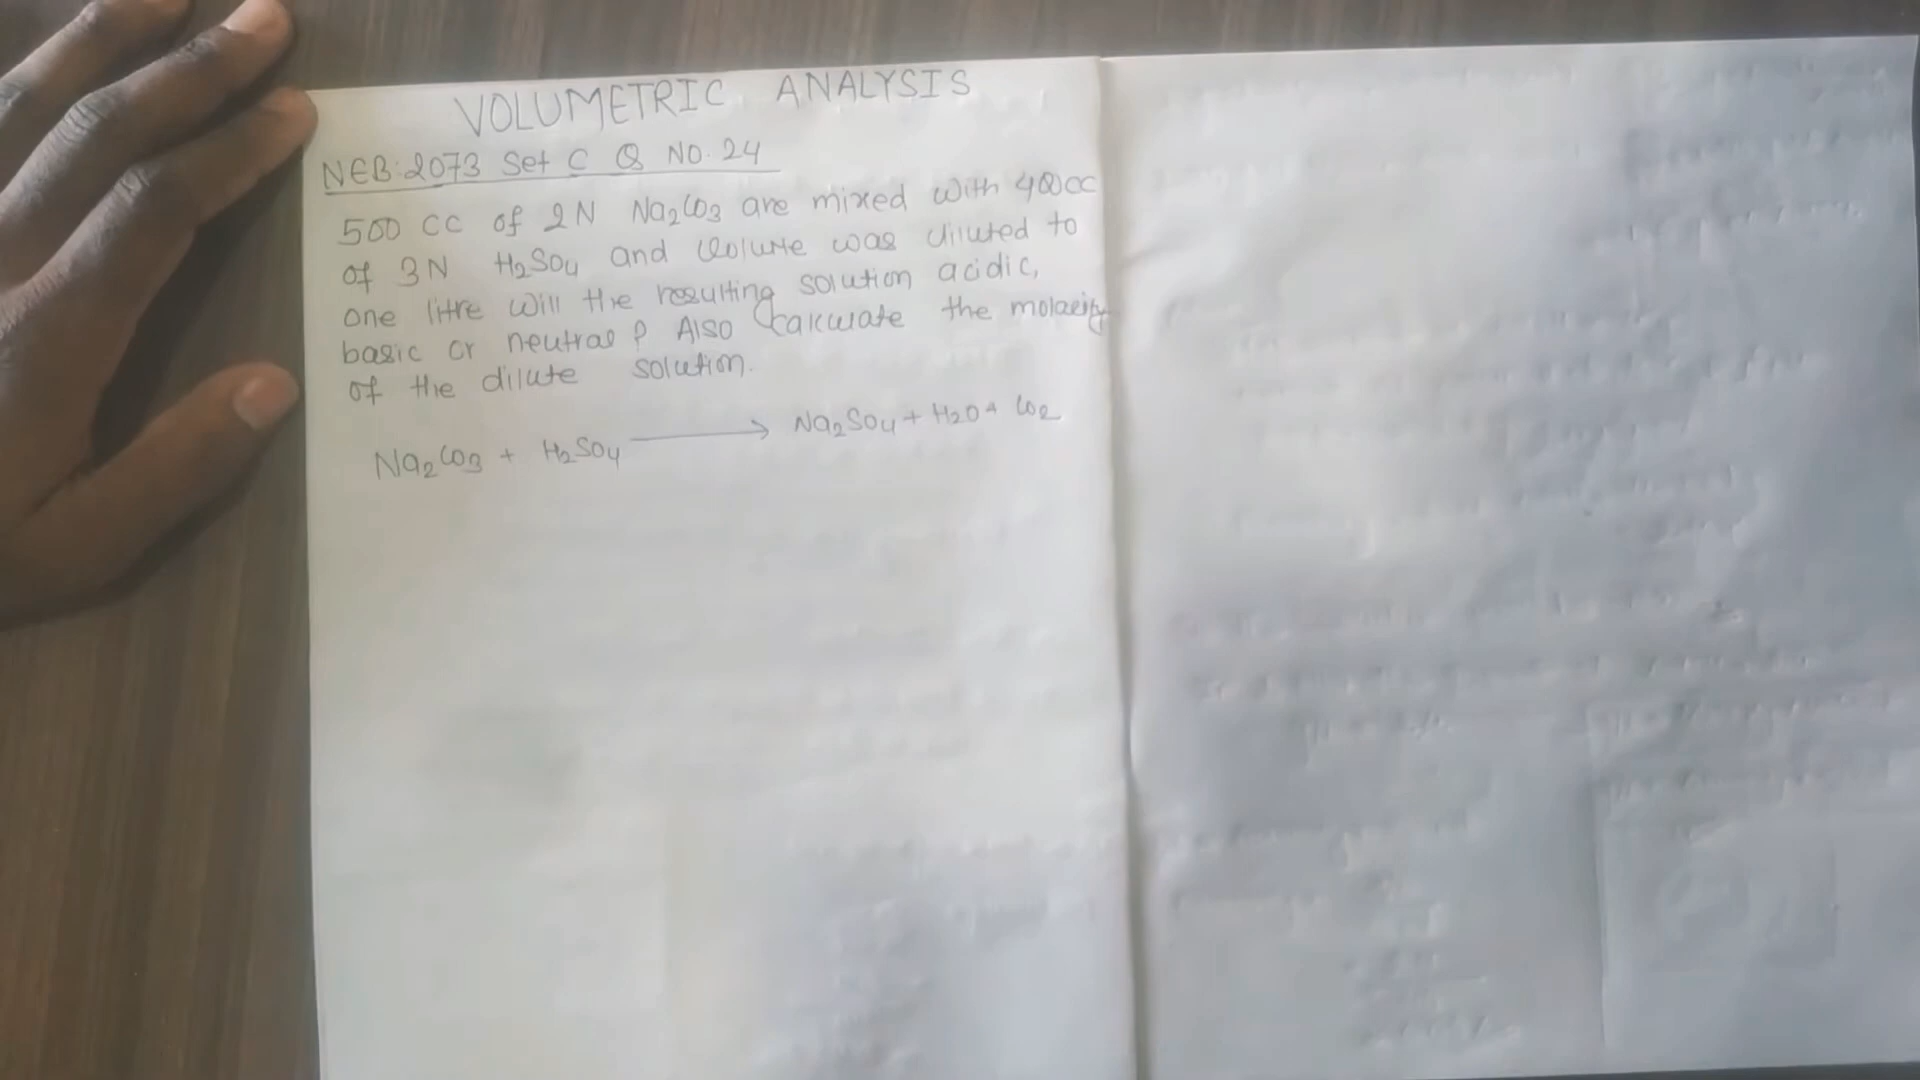 VOLUMETRIC ANALYSIS
NEB:2073 Set C Q NO. 24
500 CC of 2N Na2CO3 are mixed with 400CC
of 3N H2SO4 and Volume was diluted to
one litre will the resulting solution acidic,
basic or neutral? Also calculate the molarity
of the dilute solution.
Na2CO3 + H2SO4 ⟶ Na2SO4 + H2O + CO2